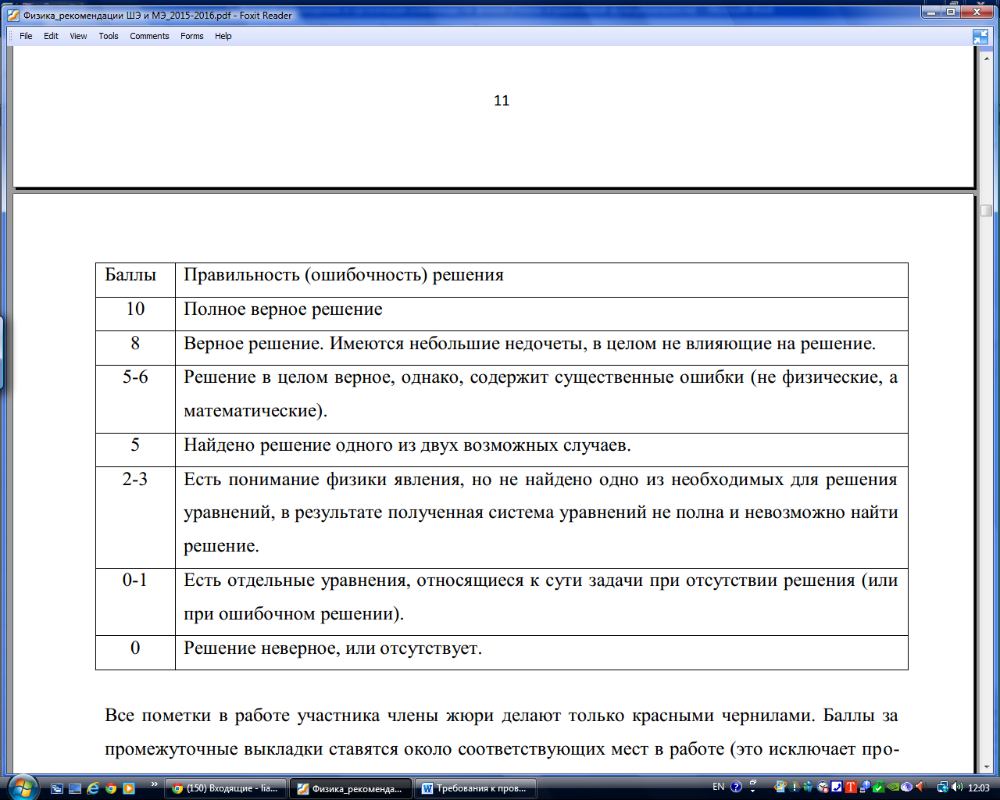 Физика_рекомендации ШЭ и МЭ_2015-2016.pdf - Foxit Reader
File Edit View Tools Comments Forms Help
11
Баллы Правильность (ошибочность) решения
10 Полное верное решение
8 Верное решение. Имеются небольшие недочеты, в целом не влияющие на решение.
5-6 Решение в целом верное, однако, содержит существенные ошибки (не физические, а
математические).
5 Найдено решение одного из двух возможных случаев.
2-3 Есть понимание физики явления, но не найдено одно из необходимых для решения
уравнений, в результате полученная система уравнений не полна и невозможно найти
решение.
0-1 Есть отдельные уравнения, относящиеся к сути задачи при отсутствии решения (или
при ошибочном решении).
0 Решение неверное, или отсутствует.
Все пометки в работе участника члены жюри делают только красными чернилами. Баллы за
промежуточные выкладки ставятся около соответствующих мест в работе (это исключает про-
» (150) Входящие - lia... Физика_рекоменда... Требования к пров... EN 12:03